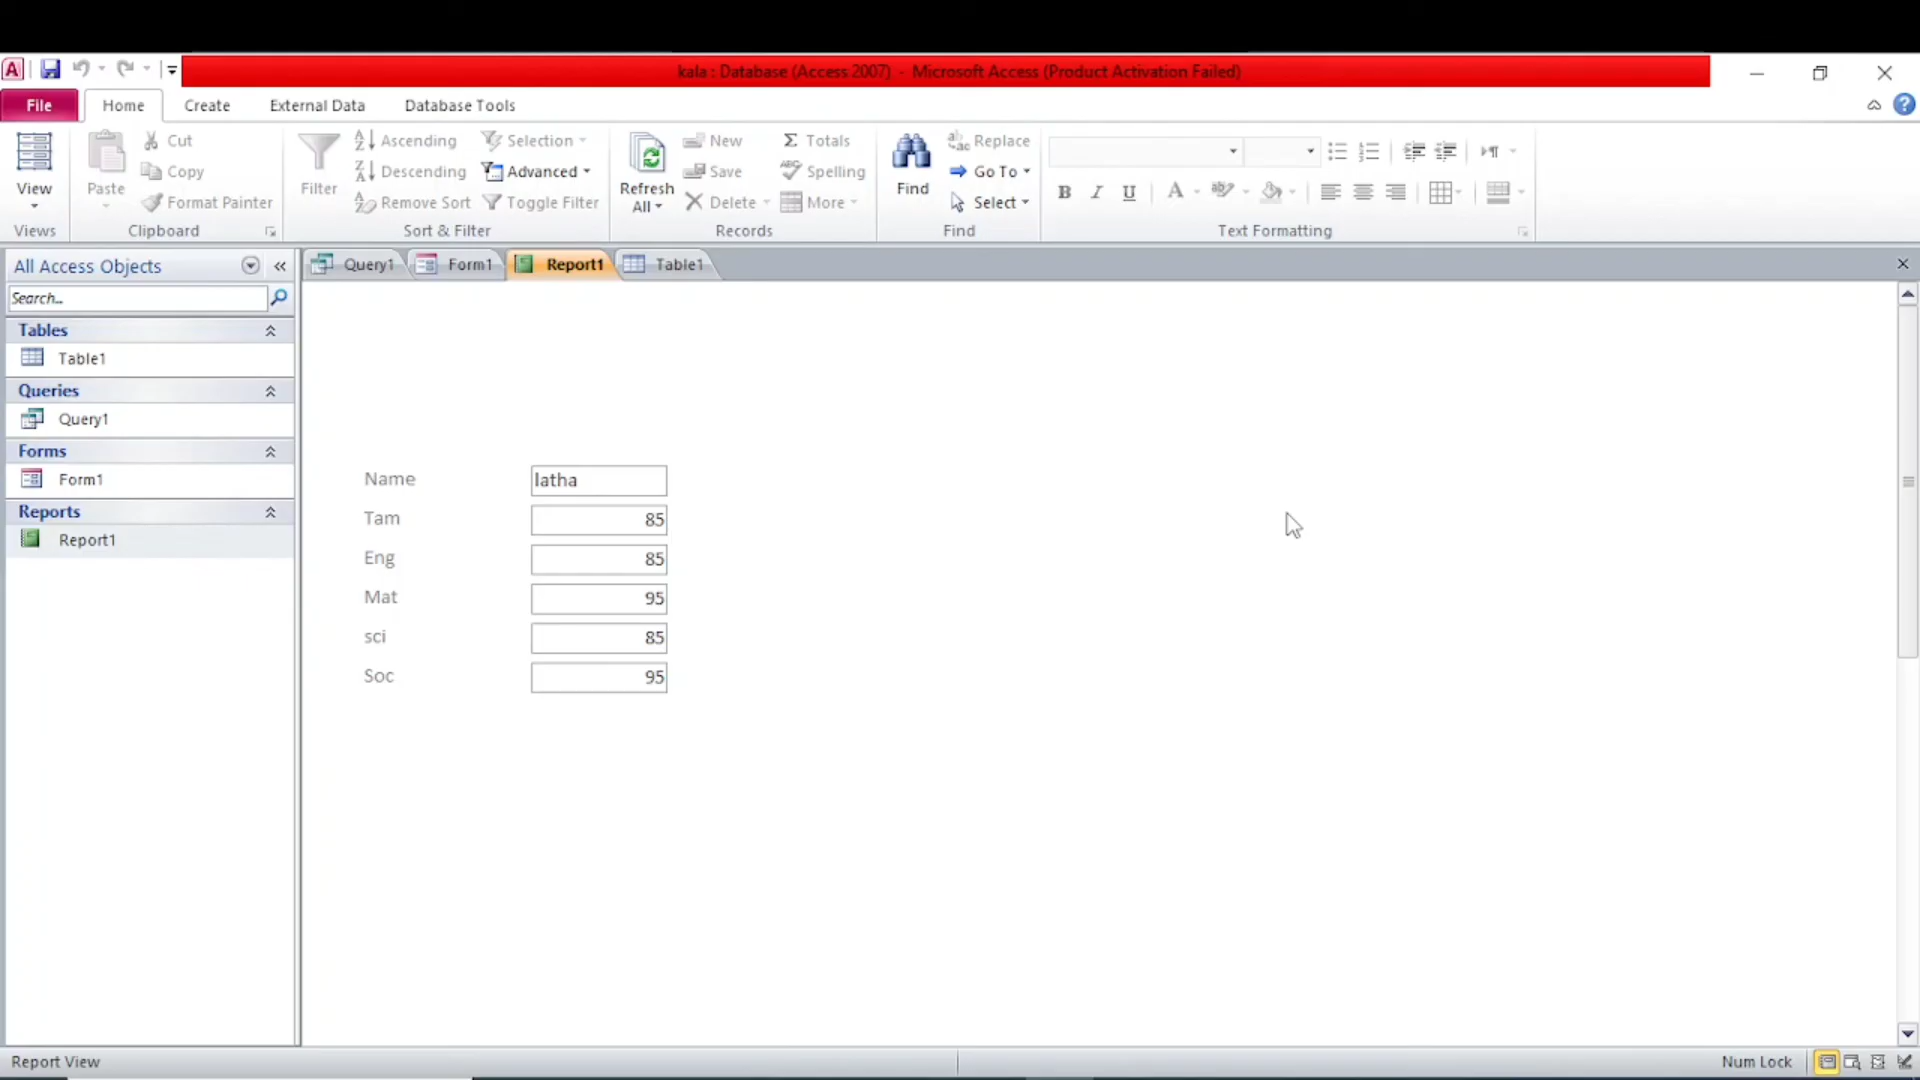 kala : Database (Access 2007) - Microsoft Access (Product Activation Failed)
File Home Create External Data Database Tools
View
Views
Paste
Cut
Copy
Format Painter
Clipboard
Filter
Ascending
Descending
Remove Sort
Selection
Advanced
Toggle Filter
Sort & Filter
Refresh
All
New
Save
Delete
Totals
Spelling
More
Records
Find
Replace
Go To
Select
Find
B I U A
Text Formatting
All Access Objects
Search...
Tables
Table1
Queries
Query1
Forms
Form1
Reports
Report1
Query1 Form1 Report1 Table1
Name latha
Tam 85
Eng 85
Mat 95
sci 85
Soc 95
Report View
Num Lock